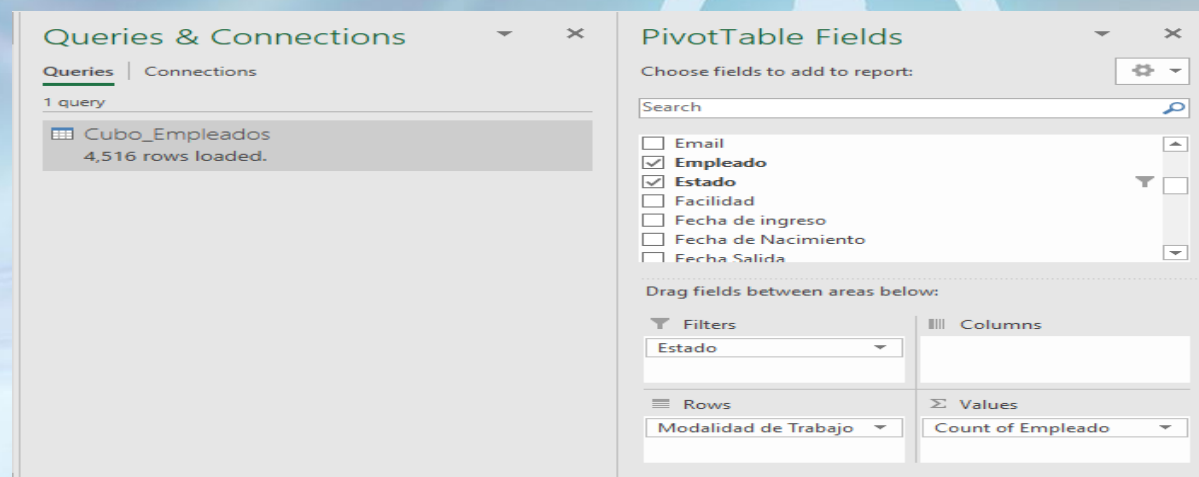 Queries & Connections
Queries | Connections
1 query
Cubo_Empleados
4,516 rows loaded.
PivotTable Fields
Choose fields to add to report:
Search
Email
Empleado
Estado
Facilidad
Fecha de ingreso
Fecha de Nacimiento
Fecha Salida
Drag fields between areas below:
Filters
Columns
Estado
Rows
Σ Values
Modalidad de Trabajo
Count of Empleado